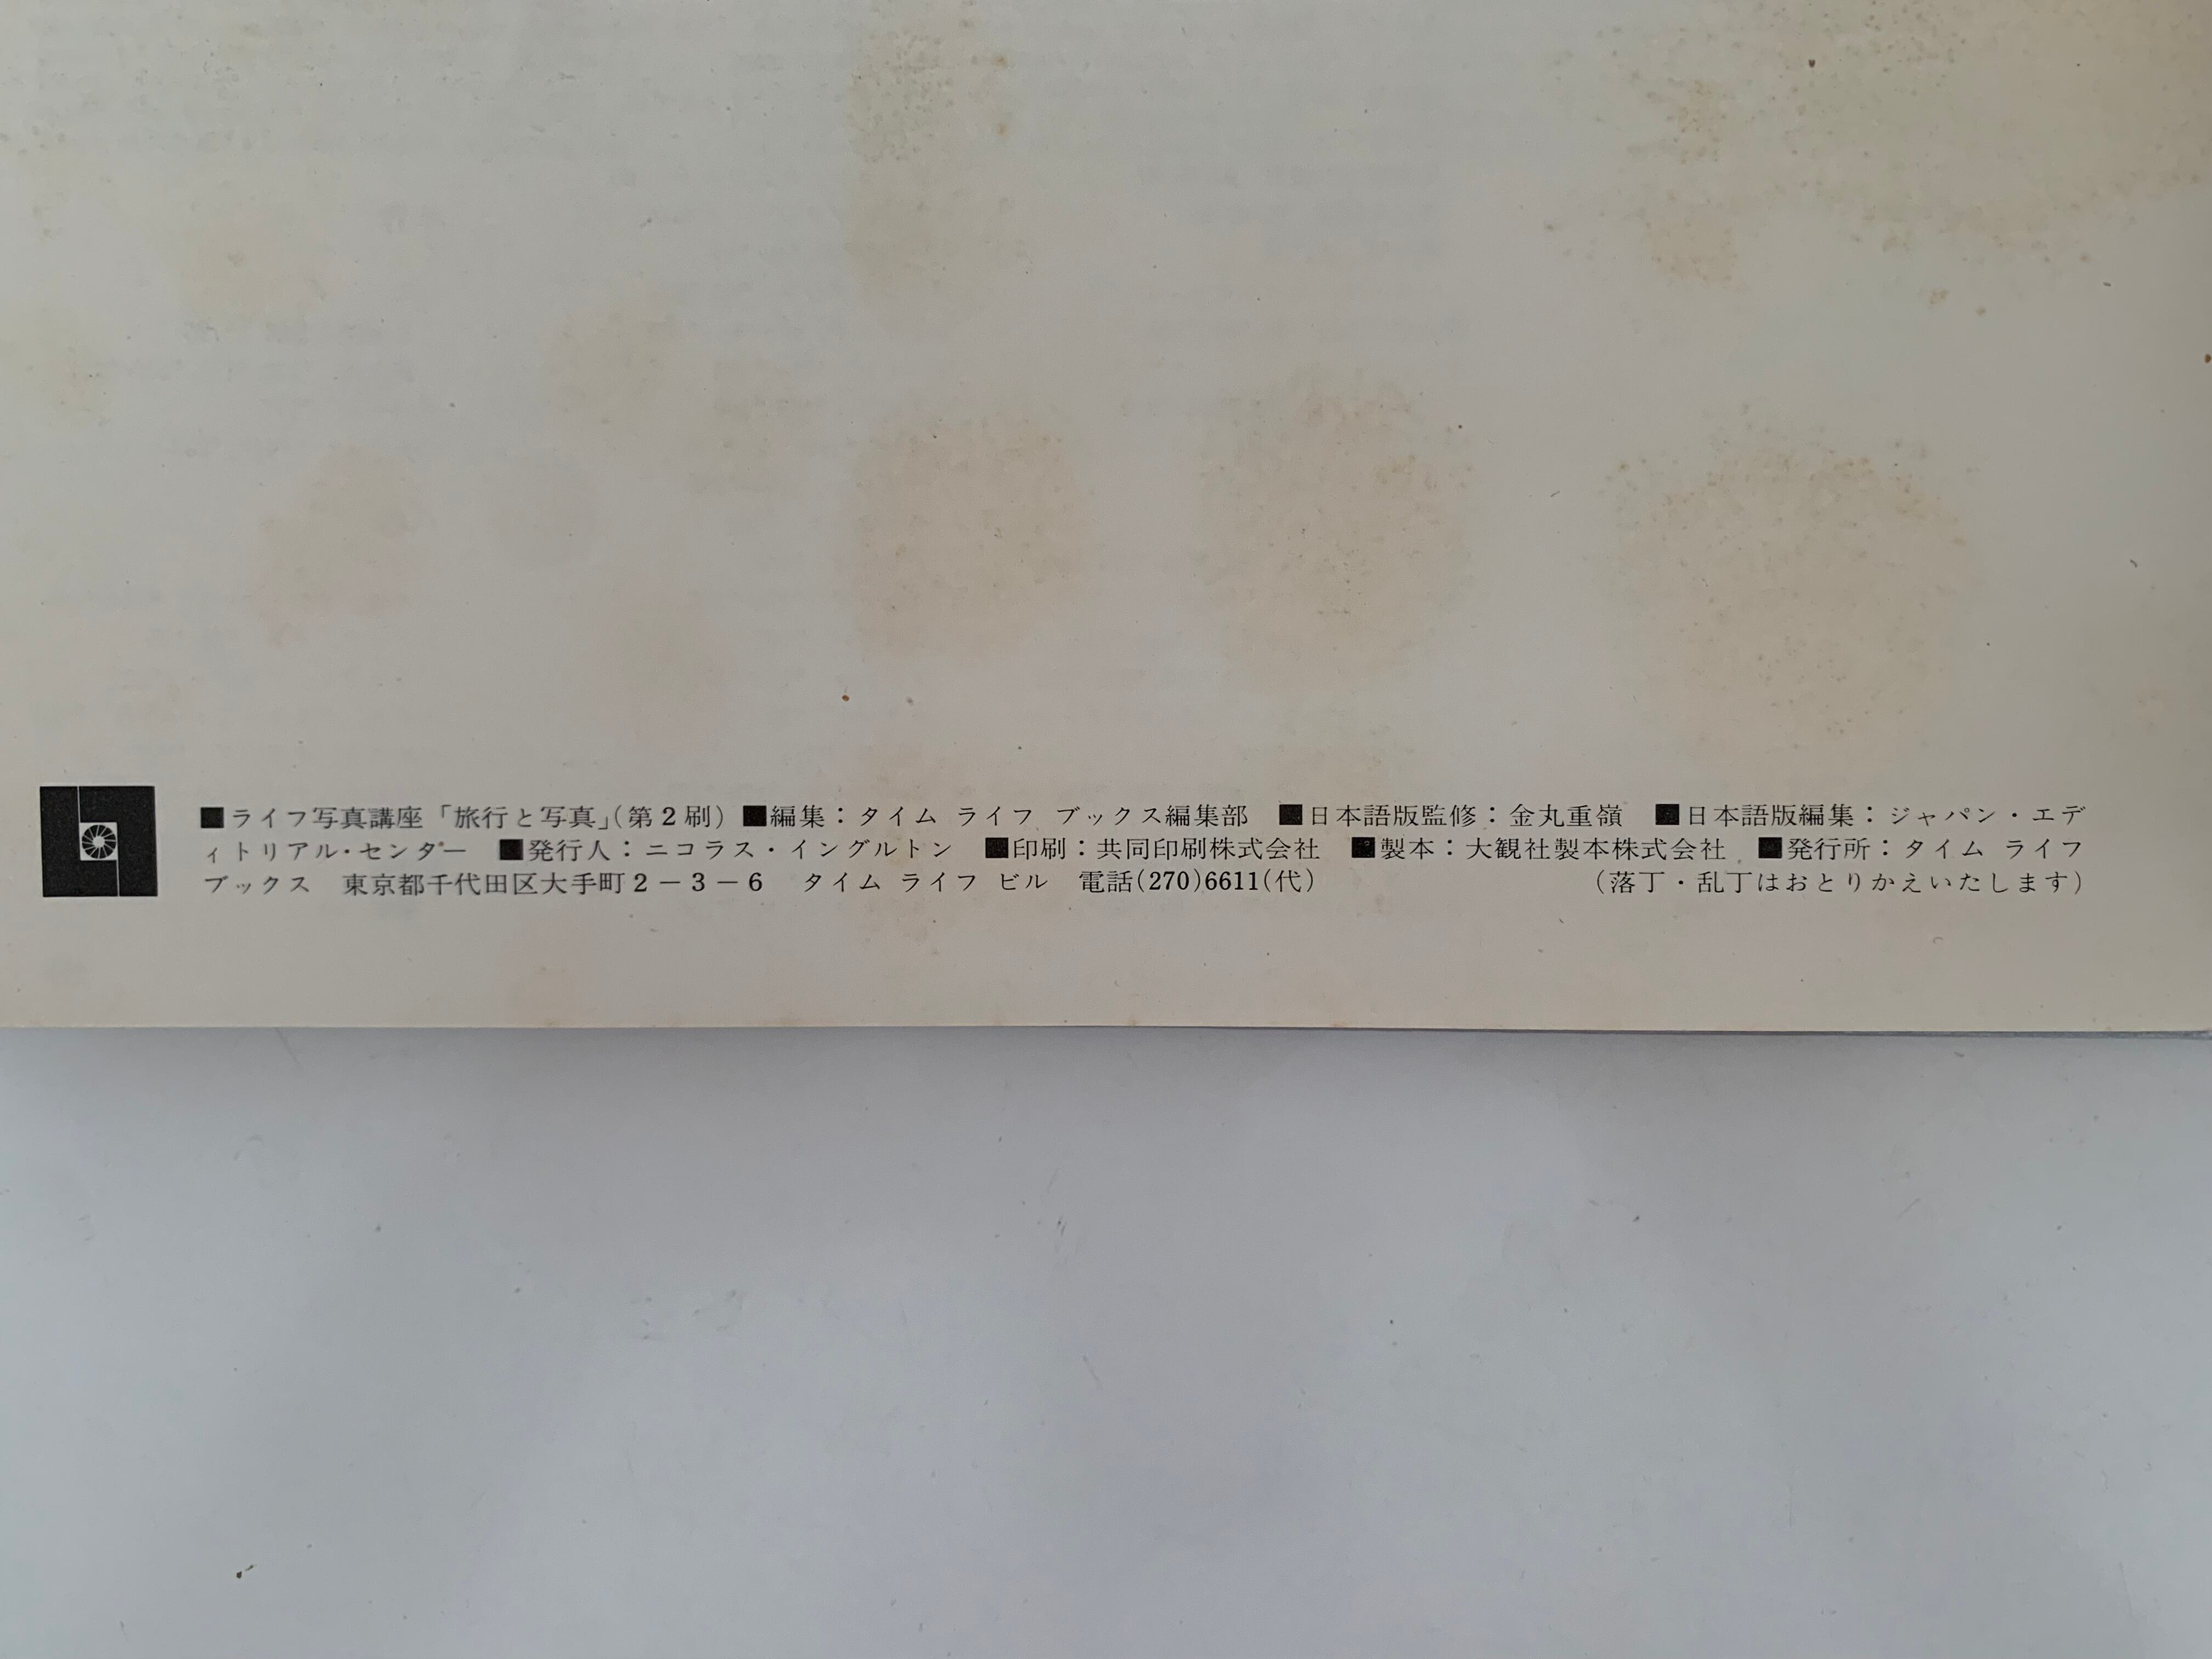 ■ライフ写真講座「旅行と写真」(第2刷) ■編集：タイム ライフ ブックス編集部 ■日本語版監修：金丸重嶺 ■日本語版編集：ジャパン・エデ
ィトリアル・センダー ■発行人：ニコラス・イングルトン ■印刷：共同印刷株式会社 ■製本：大観社製本株式会社 ■発行所：タイム ライフ
ブックス 東京都千代田区大手町2－3－6 タイム ライフ ビル 電話(270)6611(代) (落丁・乱丁はおとりかえいたします)